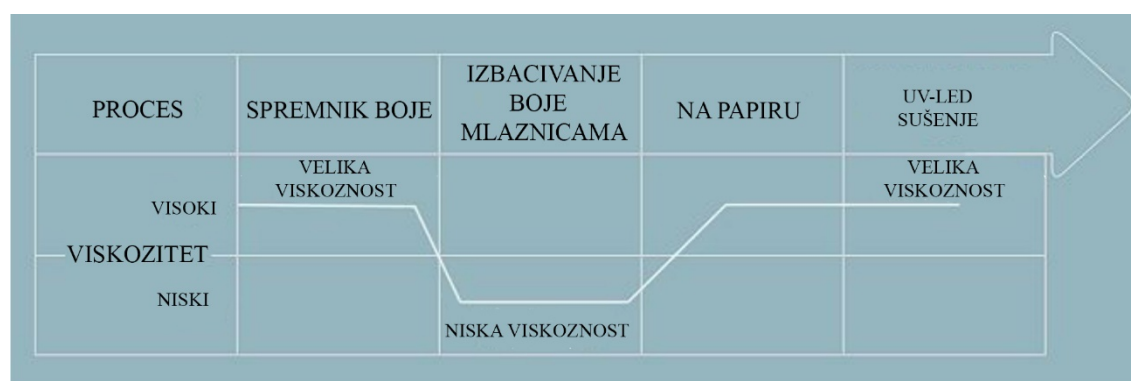 PROCES
SPREMNIK BOJE
IZBACIVANJE
BOJE
MLAZNICAMA
NA PAPIRU
UV-LED
SUŠENJE
VELIKA
VISKOZNOST
VELIKA
VISKOZNOST
VISOKI
VISKOZITET
NISKI
NISKA VISKOZNOST